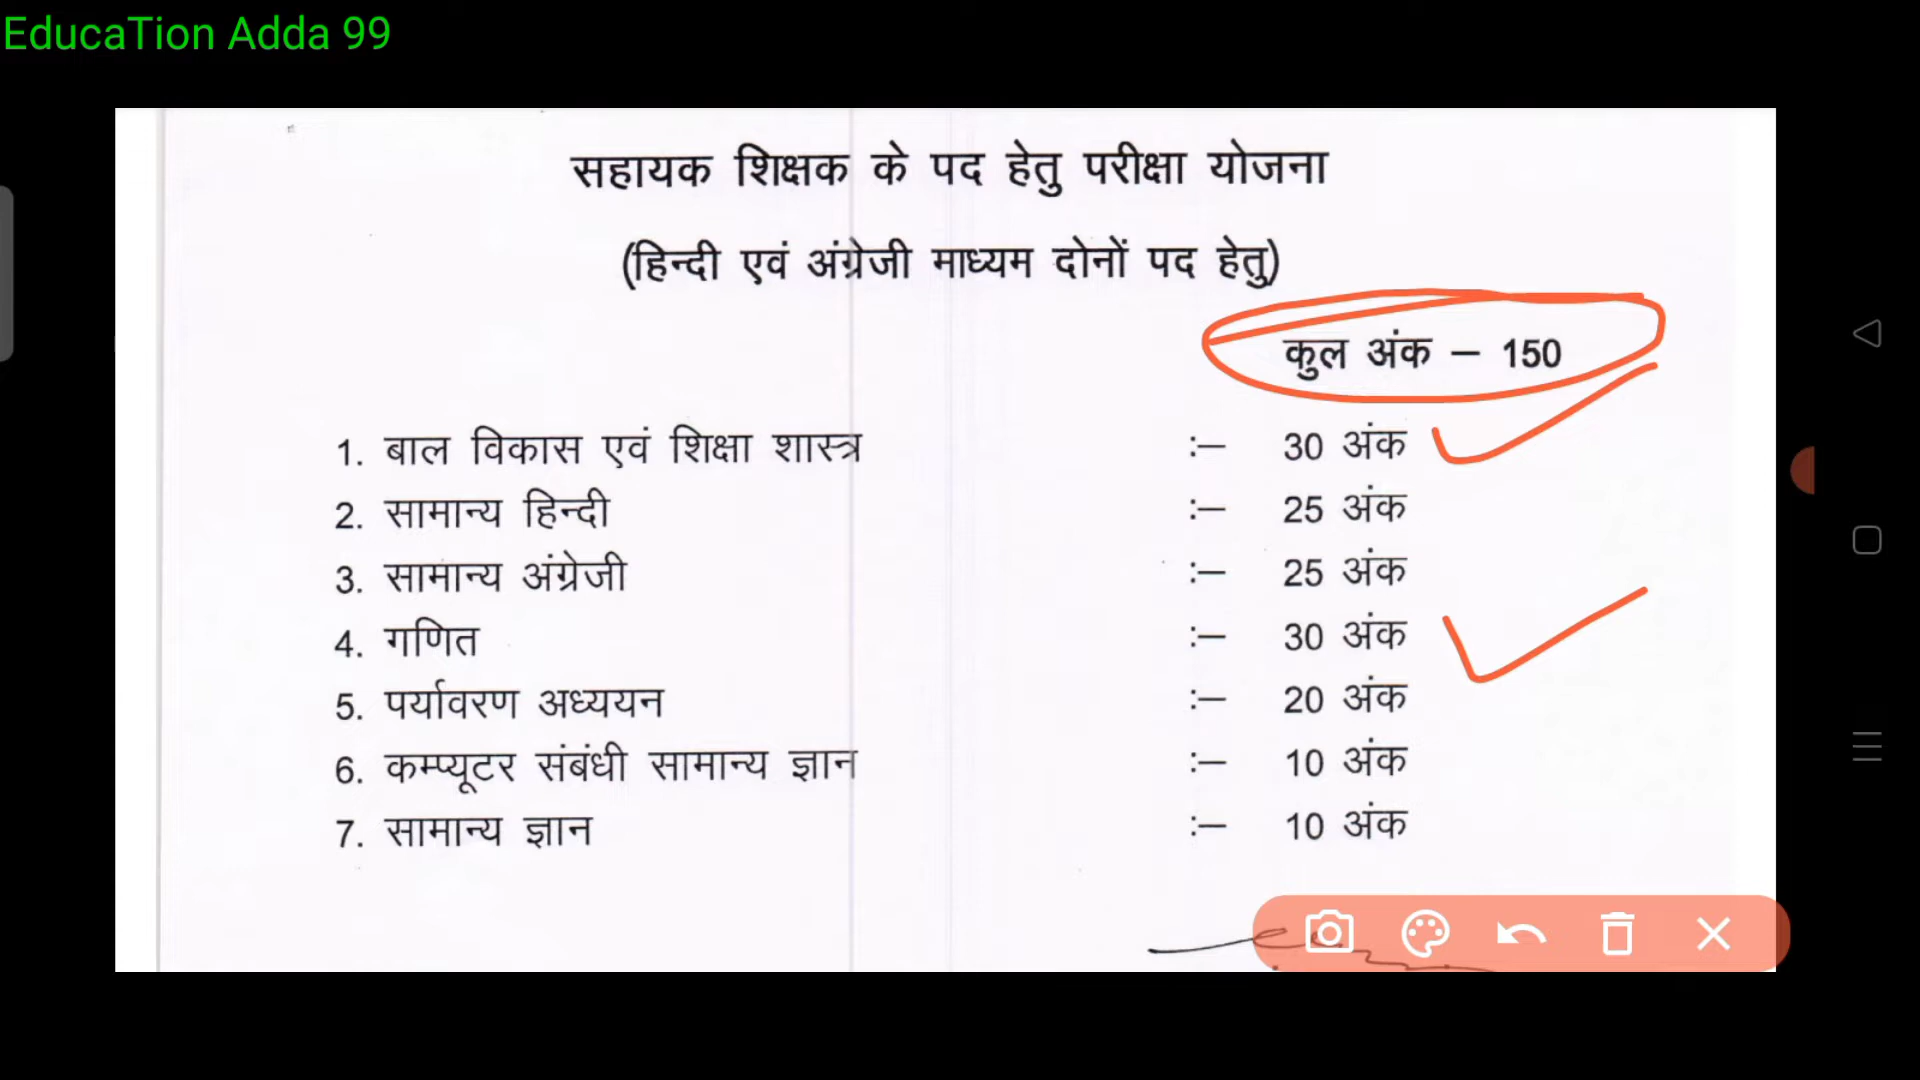 EducaTion Adda 99
सहायक शिक्षक के पद हेतु परीक्षा योजना
(हिन्दी एवं अंग्रेजी माध्यम दोनों पद हेतु)
कुल अंक – 150
1. बाल विकास एवं शिक्षा शास्त्र :– 30 अंक
2. सामान्य हिन्दी :– 25 अंक
3. सामान्य अंग्रेजी :– 25 अंक
4. गणित :– 30 अंक
5. पर्यावरण अध्ययन :– 20 अंक
6. कम्प्यूटर संबंधी सामान्य ज्ञान :– 10 अंक
7. सामान्य ज्ञान :– 10 अंक